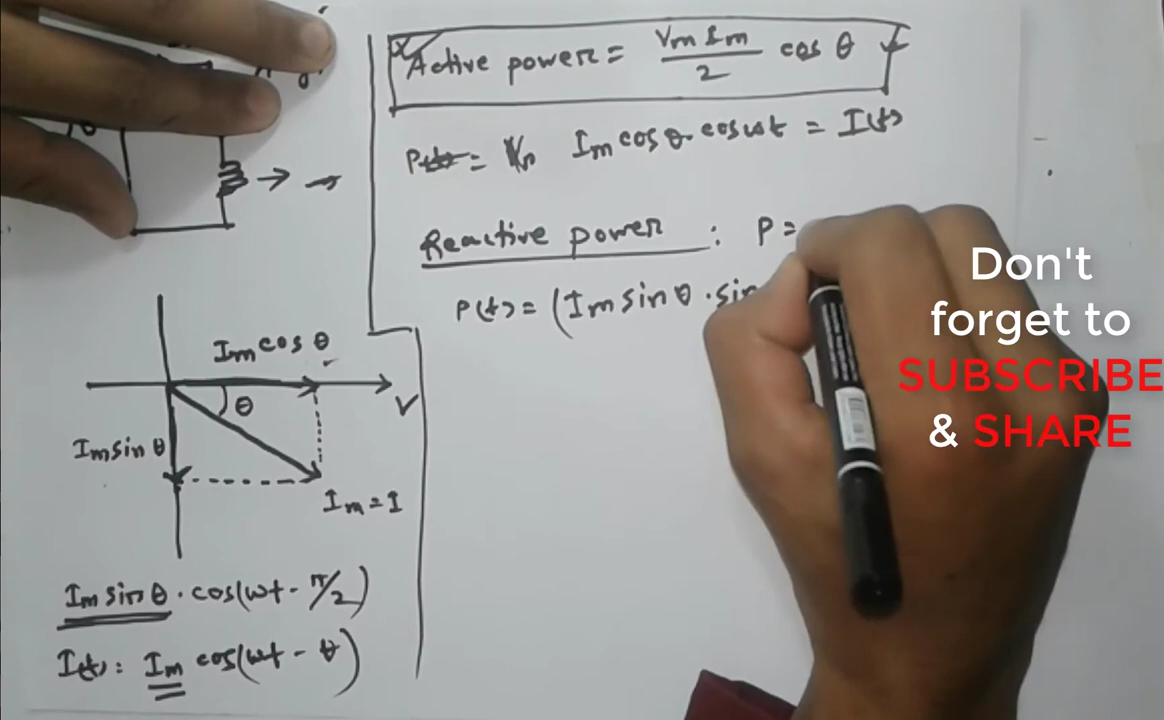 Active power = Vm Im / 2 cos θ
P(t) = Im cos θ. cos ωt = I(t)
Reactive power : P =
P(t) = (Im sin θ . sin
Im cos θ
θ
Im sin θ
Im = I
Im sin θ . cos(ωt - π/2)
I(t) : Im cos(ωt - θ)
Don't
forget to
SUBSCRIBE
& SHARE